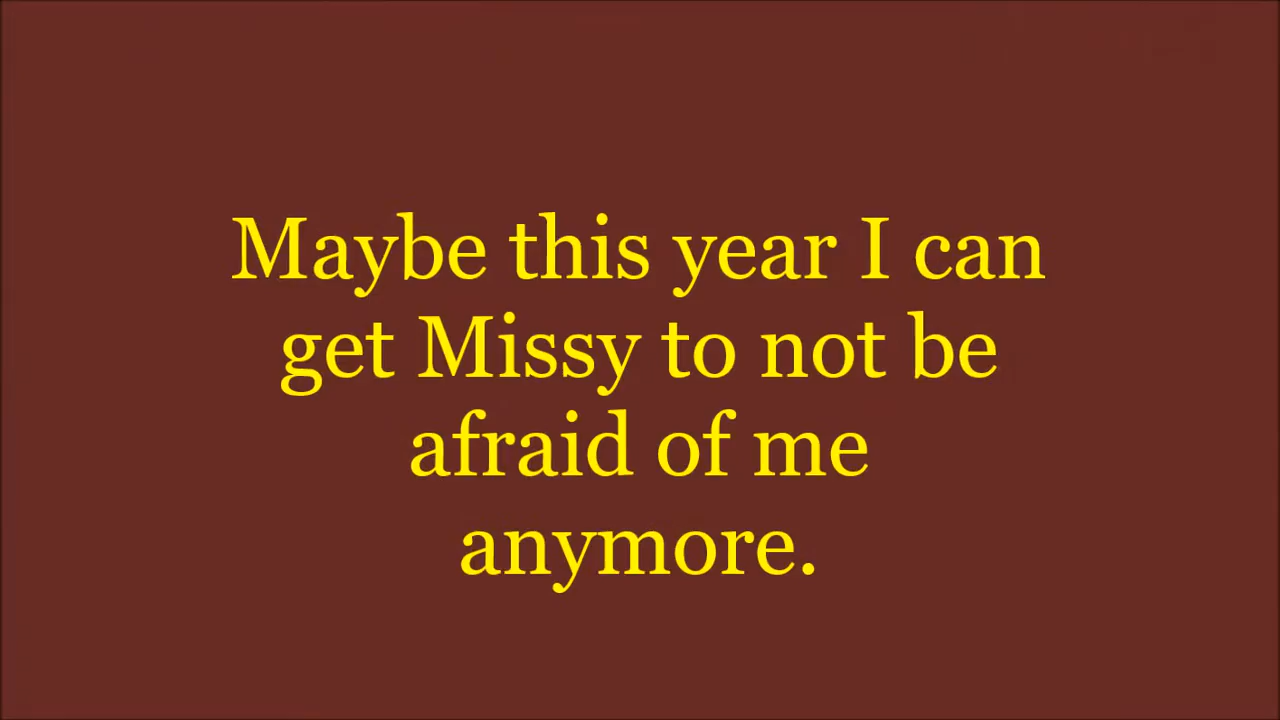 Maybe this year I can
get Missy to not be
afraid of me
anymore.